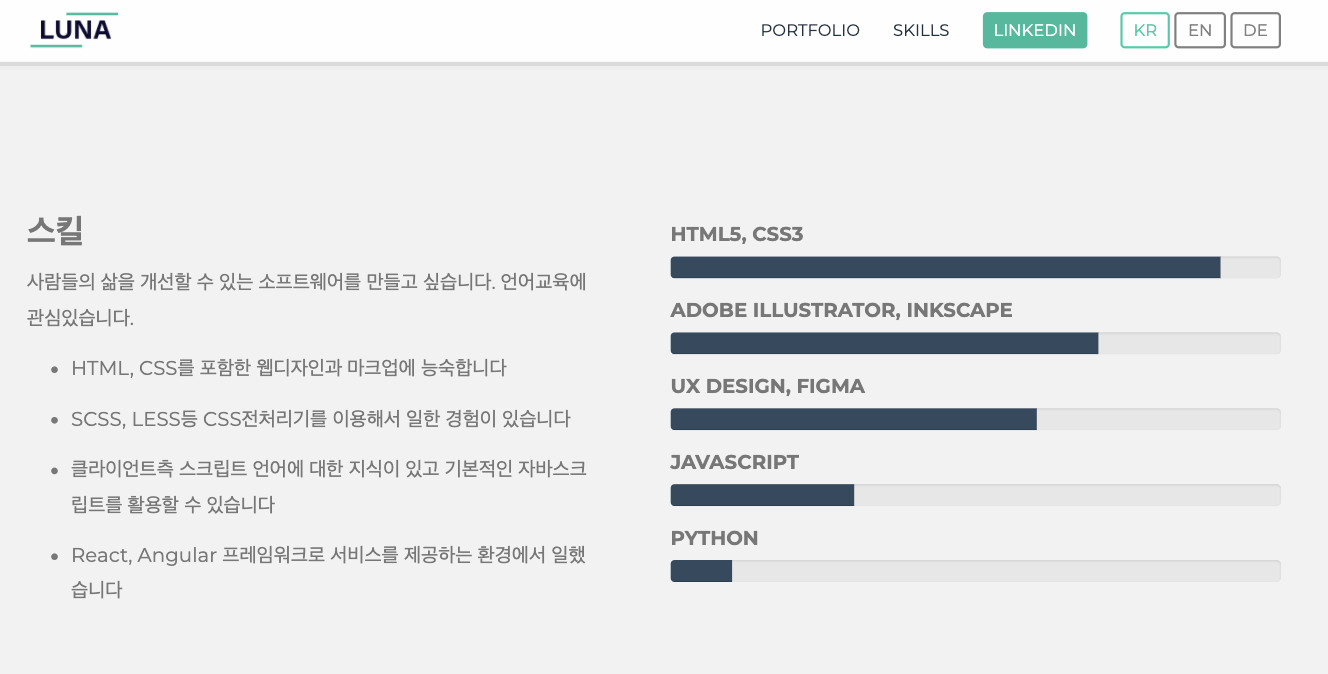 LUNA
PORTFOLIO SKILLS LINKEDIN KR EN DE
스킬
사람들의 삶을 개선할 수 있는 소프트웨어를 만들고 싶습니다. 언어교육에
관심있습니다.
HTML, CSS를 포함한 웹디자인과 마크업에 능숙합니다
SCSS, LESS등 CSS전처리기를 이용해서 일한 경험이 있습니다
클라이언트측 스크립트 언어에 대한 지식이 있고 기본적인 자바스크
립트를 활용할 수 있습니다
React, Angular 프레임워크로 서비스를 제공하는 환경에서 일했
습니다
HTML5, CSS3
ADOBE ILLUSTRATOR, INKSCAPE
UX DESIGN, FIGMA
JAVASCRIPT
PYTHON